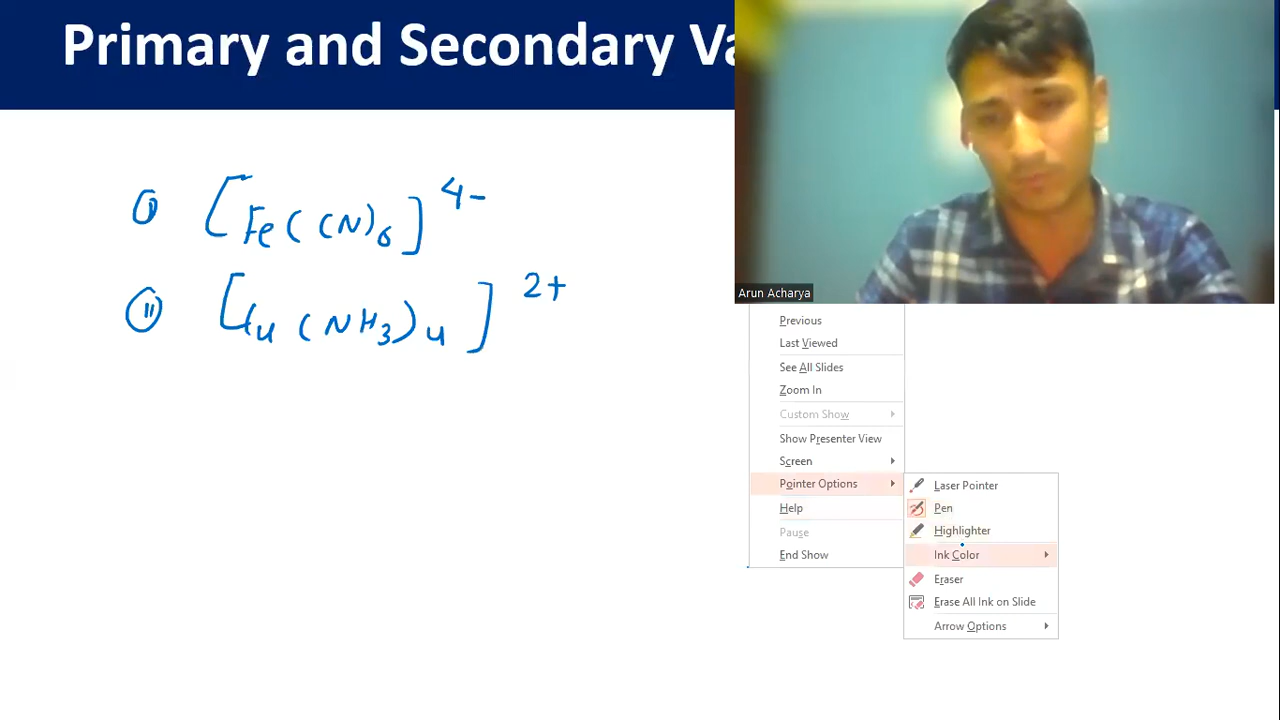 Primary and Secondary Va
(i) [Fe(CN)6]4-
(ii) [Cu(NH3)4]2+
Arun Acharya
Previous
Last Viewed
See All Slides
Zoom In
Custom Show
Show Presenter View
Screen
Pointer Options
Help
Pause
End Show
Laser Pointer
Pen
Highlighter
Ink Color
Eraser
Erase All Ink on Slide
Arrow Options